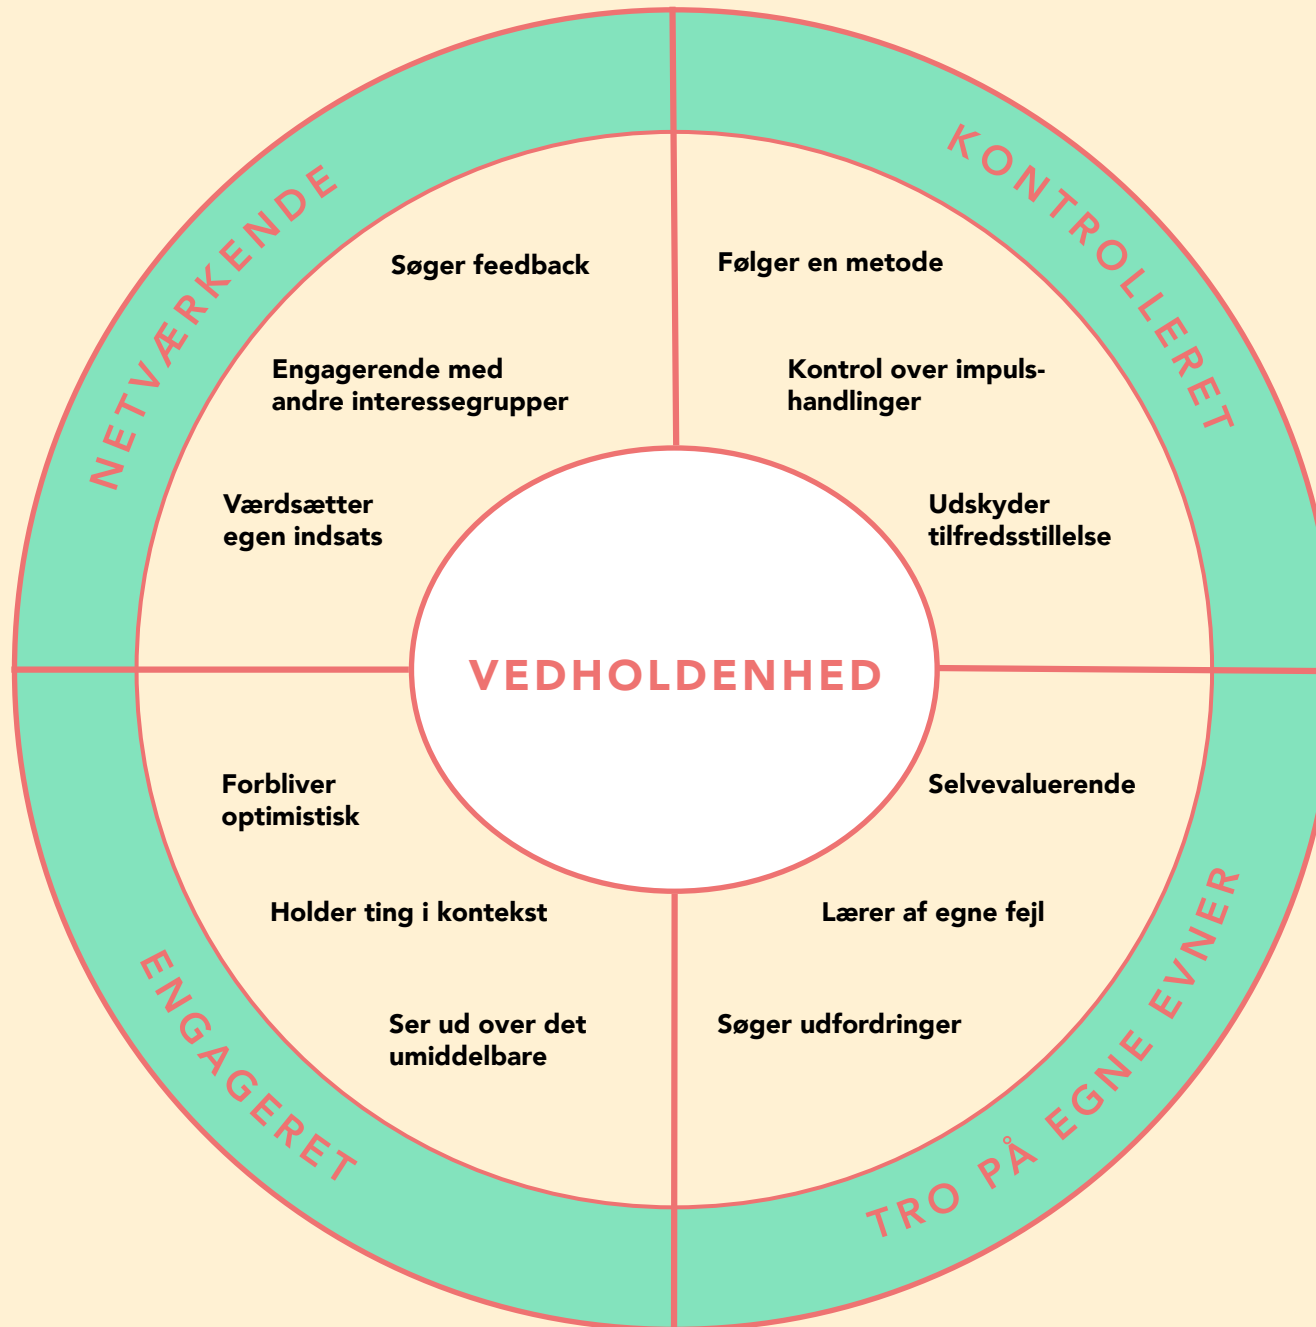 NETVÆRKENDE
Søger feedback
Engagerende med
andre interessegrupper
Værdsætter
egen indsats
KONTROLLERET
Følger en metode
Kontrol over impuls-
handlinger
Udskyder
tilfredsstillelse
VEDHOLDENHED
Forbliver
optimistisk
Holder ting i kontekst
Ser ud over det
umiddelbare
ENGAGERET
Selvevaluerende
Lærer af egne fejl
Søger udfordringer
TRO PÅ EGNE EVNER